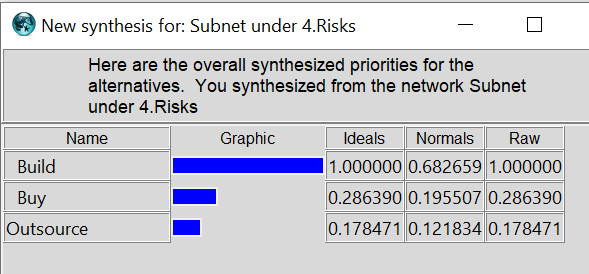 New synthesis for: Subnet under 4.Risks
Here are the overall synthesized priorities for the
alternatives. You synthesized from the network Subnet
under 4.Risks
Name Graphic Ideals Normals Raw
Build 1.000000 0.682659 1.000000
Buy 0.286390 0.195507 0.286390
Outsource 0.178471 0.121834 0.178471